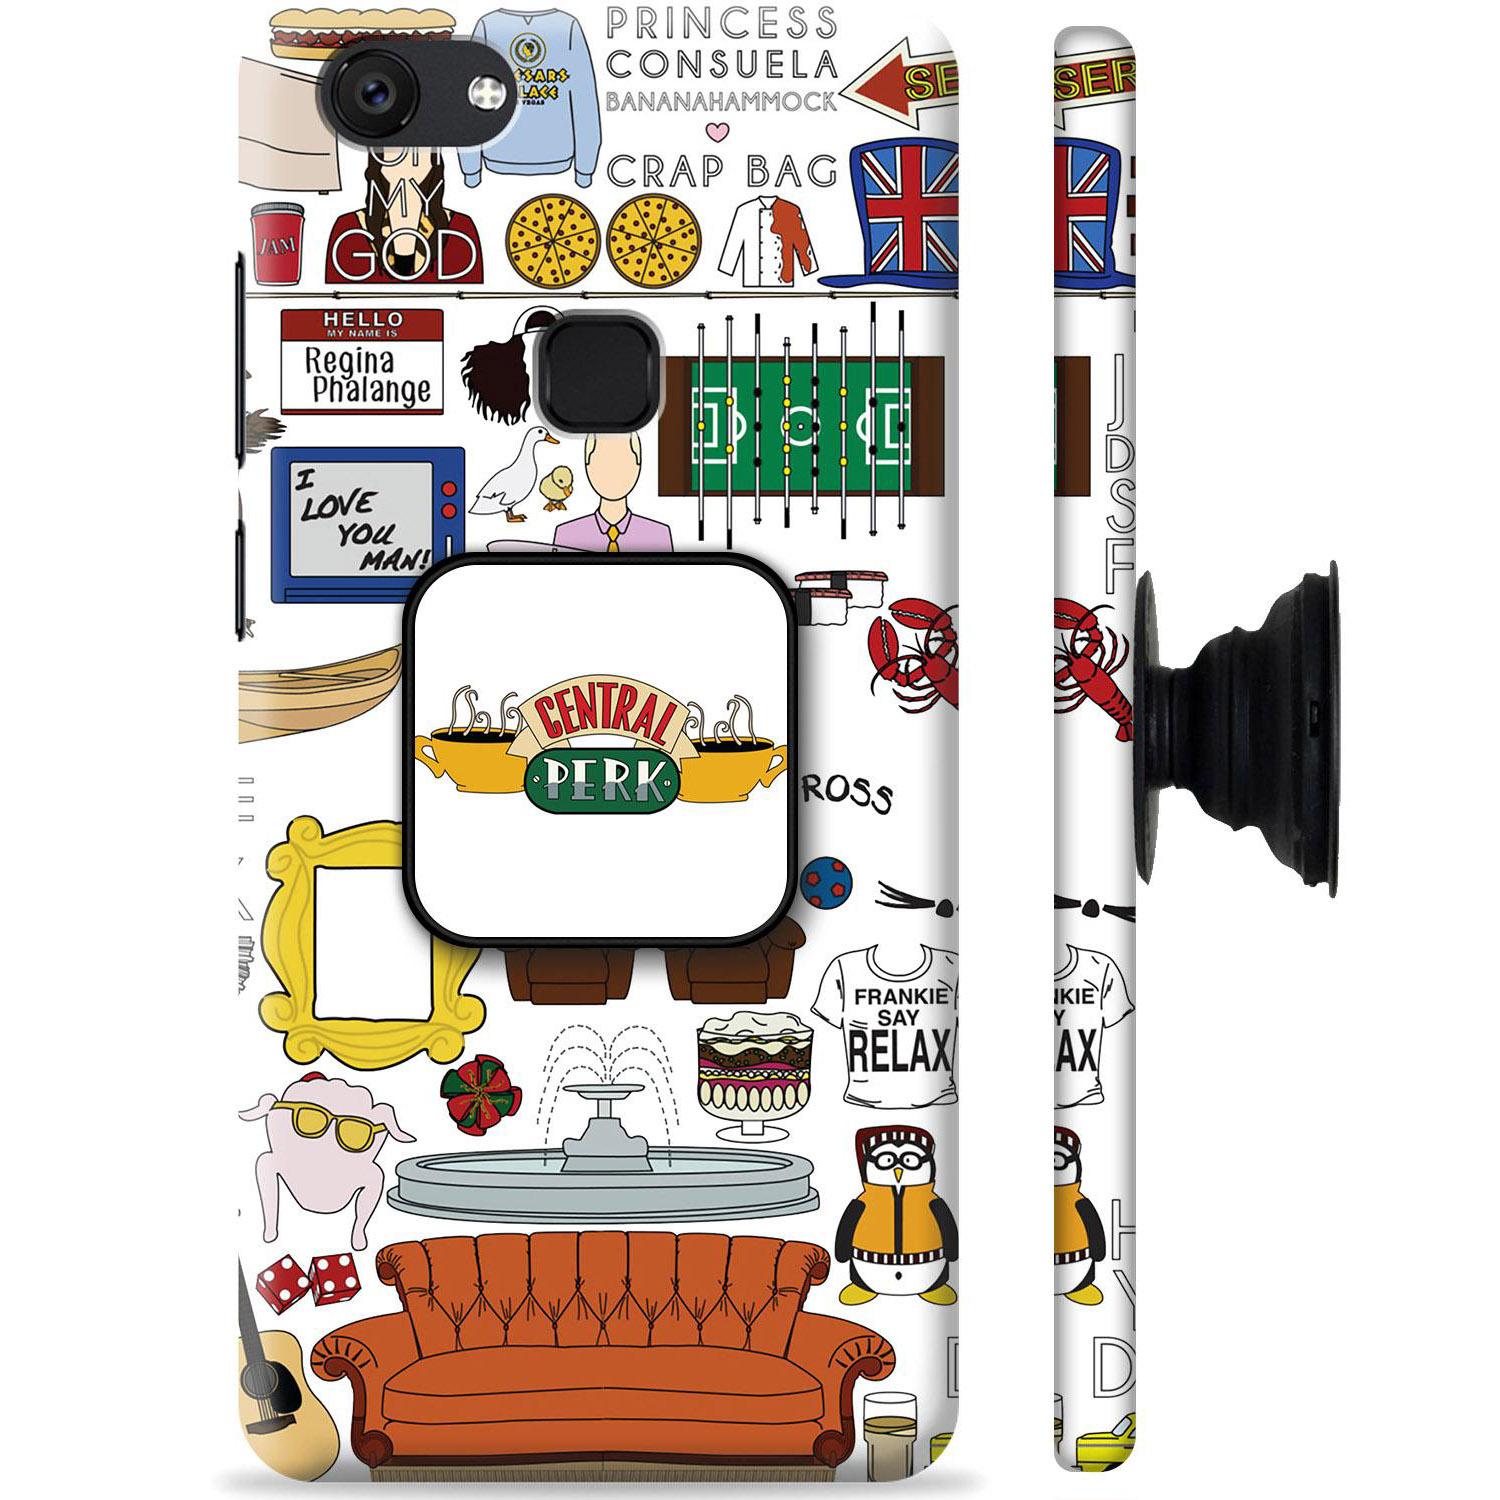 PRINCESS
CONSUELA
BANANAHAMMOCK
CRAP BAG
MY
GOD
JAM
HELLO
MY NAME IS
Regina
Phalange
I
LOVE
YOU
MAN!
CENTRAL
PERK
ROSS
FRANKIE
SAY
RELAX